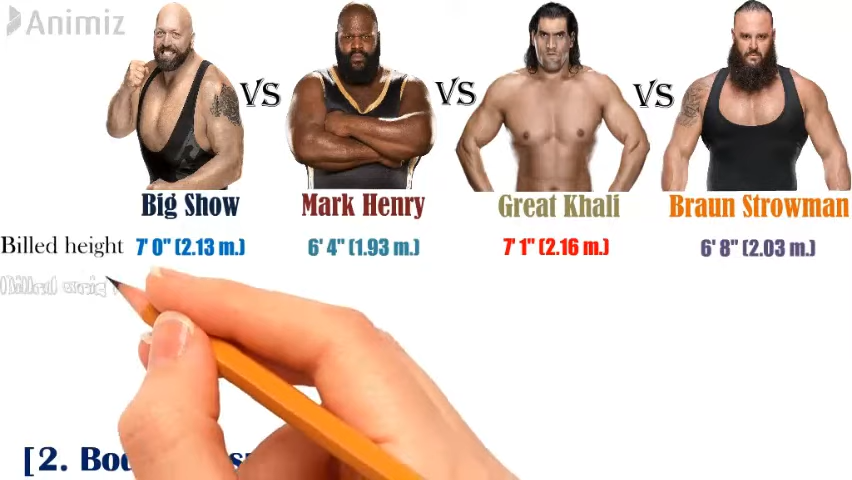 Animiz
VS VS VS
Big Show Mark Henry Great Khali Braun Strowman
Billed height 7' 0" (2.13 m.) 6' 4" (1.93 m.) 7' 1" (2.16 m.) 6' 8" (2.03 m.)
Billed
[2.